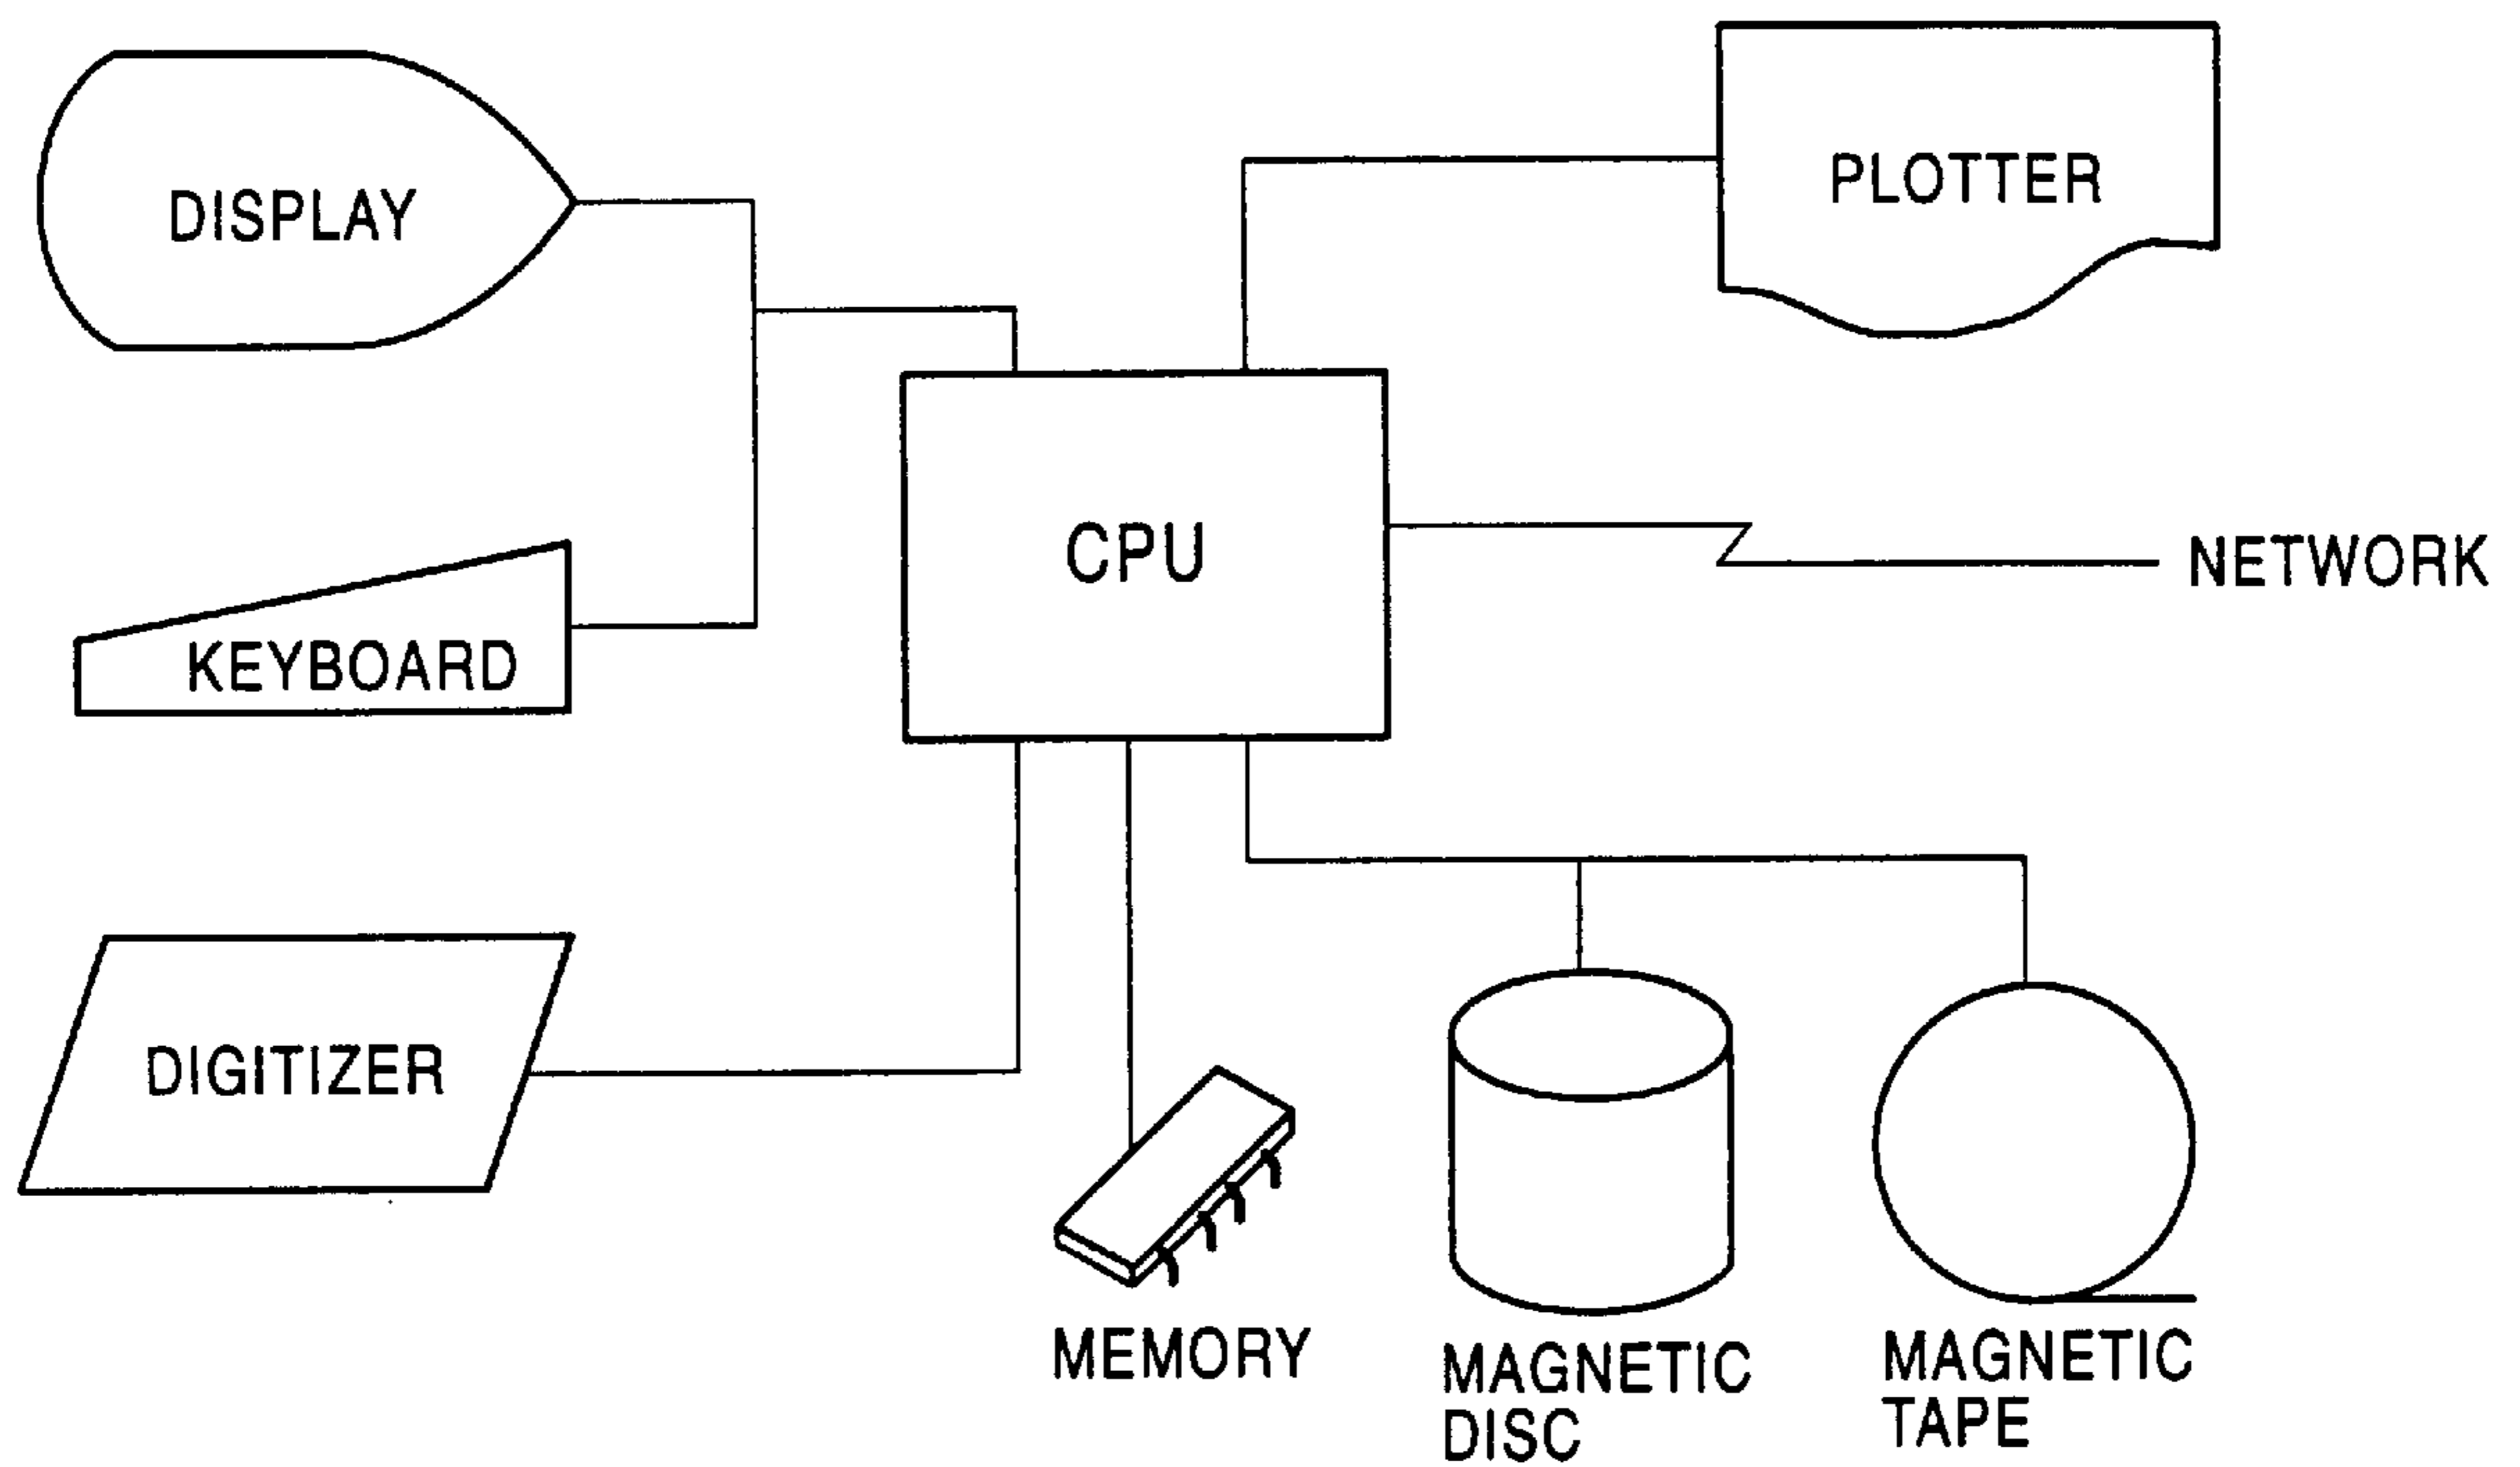 DISPLAY
PLOTTER
CPU
NETWORK
KEYBOARD
DIGITIZER
MEMORY
MAGNETIC
DISC
MAGNETIC
TAPE